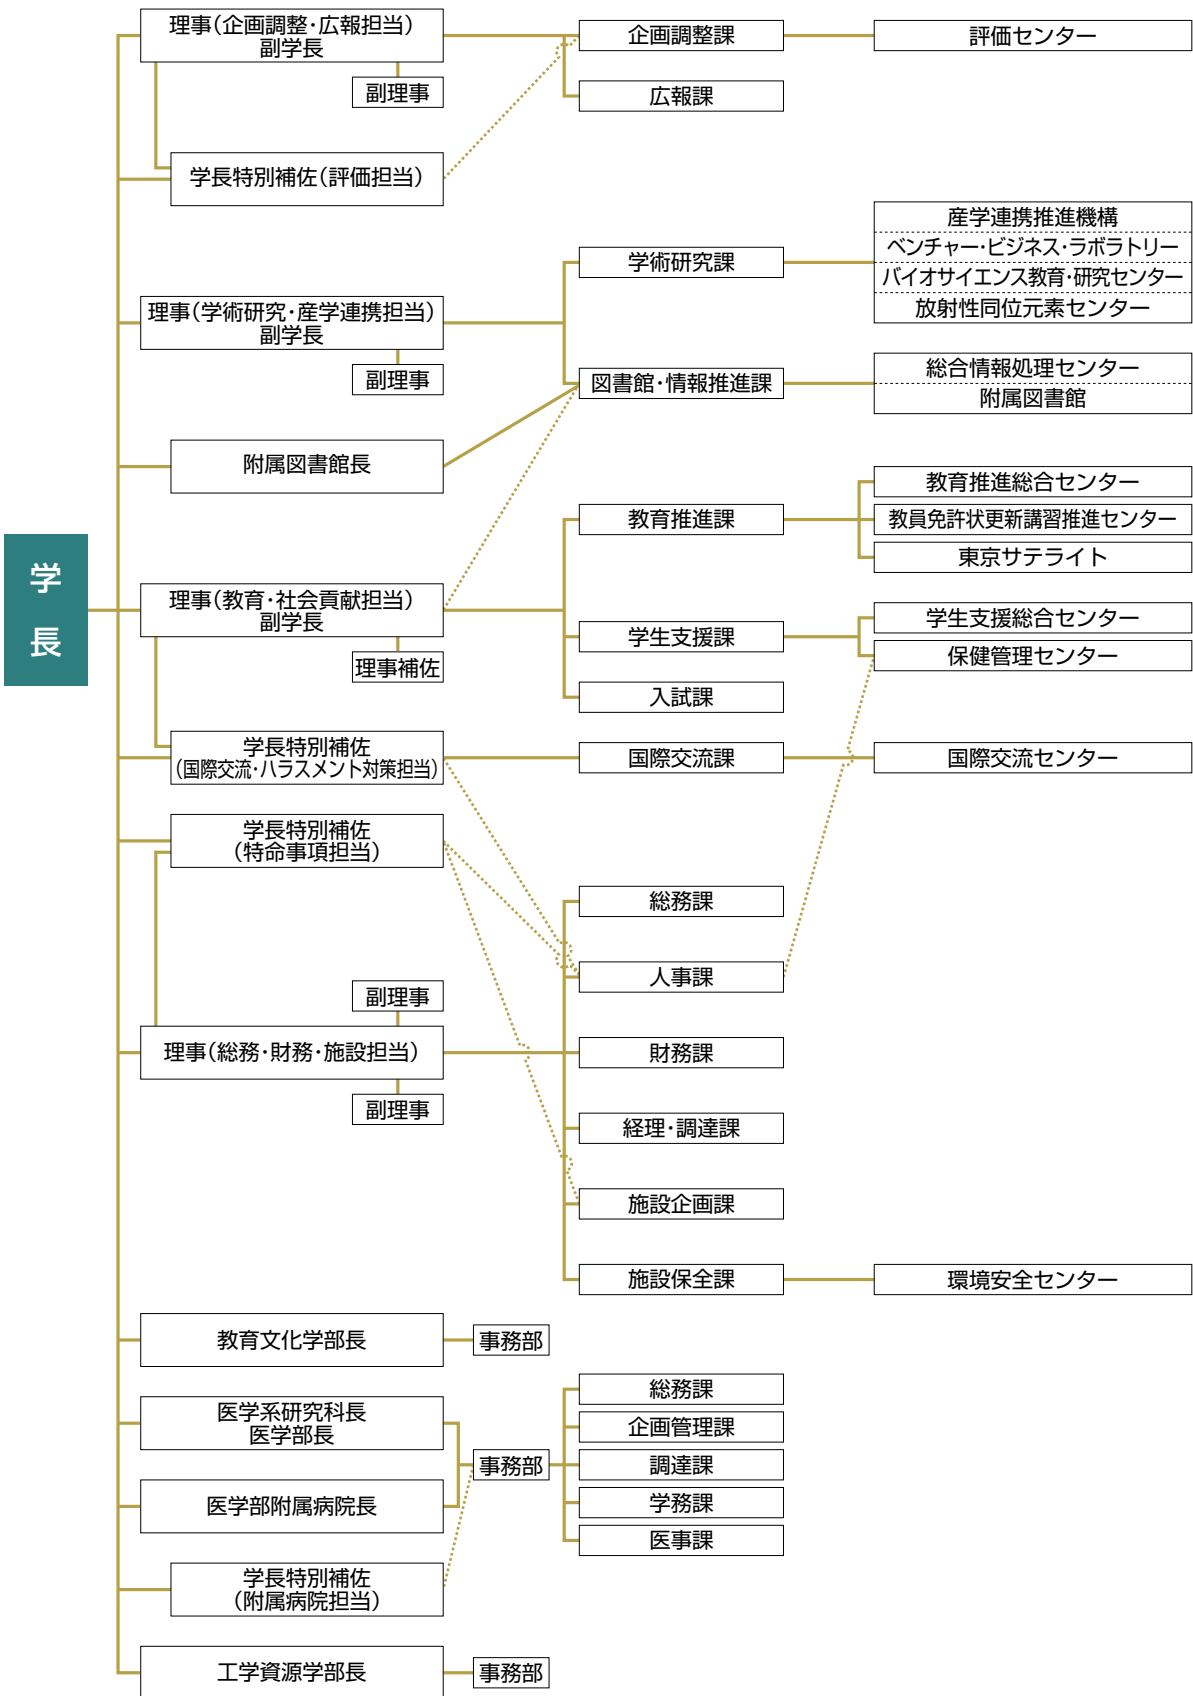 学長
理事(企画調整・広報担当)
副学長
副理事
企画調整課
評価センター
広報課
学長特別補佐(評価担当)
理事(学術研究・産学連携担当)
副学長
副理事
学術研究課
産学連携推進機構
ベンチャー・ビジネス・ラボラトリー
バイオサイエンス教育・研究センター
放射性同位元素センター
図書館・情報推進課
総合情報処理センター
附属図書館
附属図書館長
理事(教育・社会貢献担当)
副学長
理事補佐
教育推進課
教育推進総合センター
教員免許状更新講習推進センター
東京サテライト
学生支援課
学生支援総合センター
保健管理センター
入試課
学長特別補佐
(国際交流・ハラスメント対策担当)
国際交流課
国際交流センター
学長特別補佐
(特命事項担当)
副理事
理事(総務・財務・施設担当)
副理事
総務課
人事課
財務課
経理・調達課
施設企画課
施設保全課
環境安全センター
教育文化学部長
事務部
医学系研究科長
医学部長
医学部附属病院長
事務部
総務課
企画管理課
調達課
学務課
医事課
学長特別補佐
(附属病院担当)
工学資源学部長
事務部